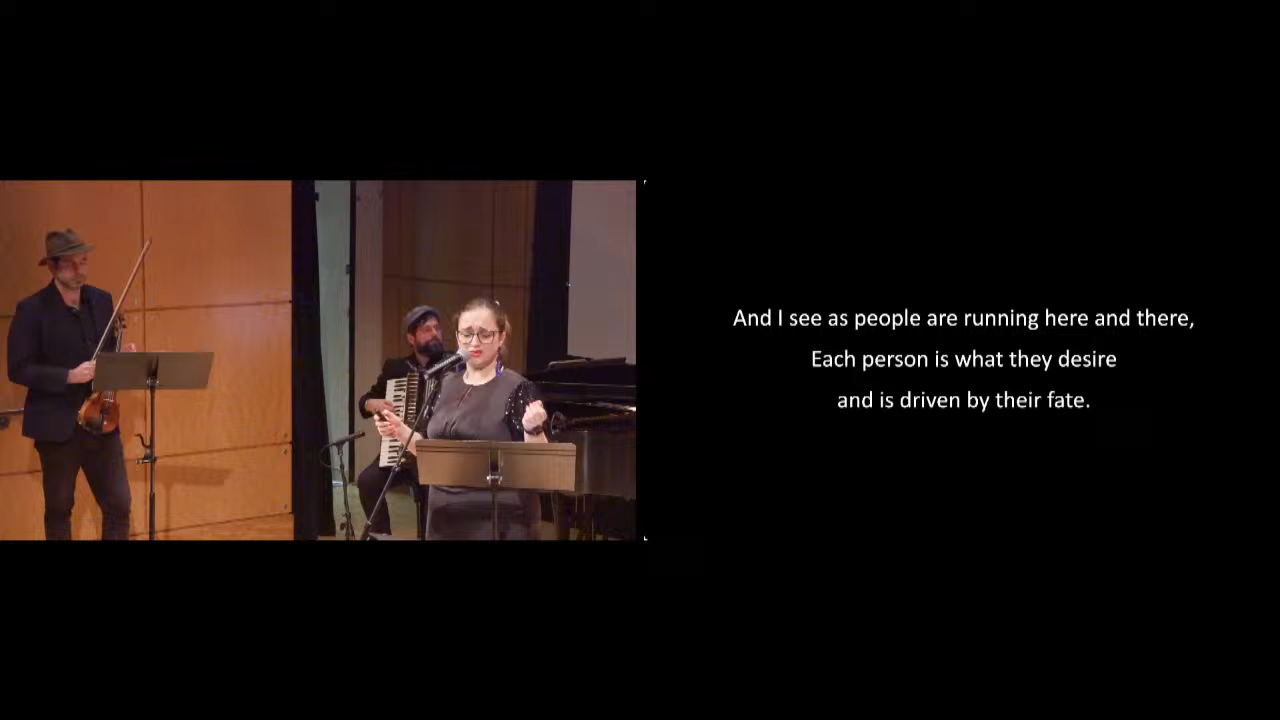 And I see as people are running here and there,
Each person is what they desire
and is driven by their fate.